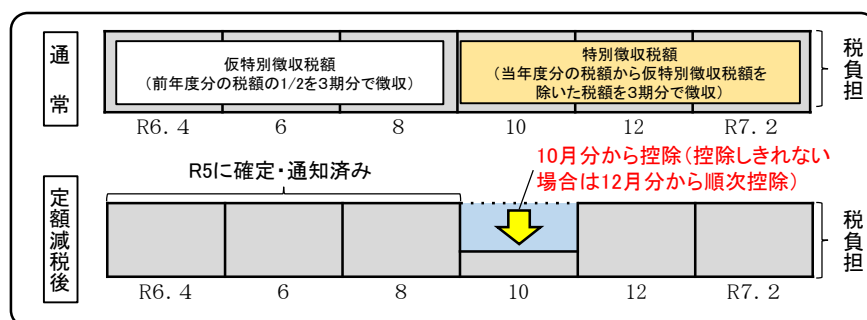 通常
仮特別徴収税額
(前年度分の税額の1/2を3期分で徴収)
特別徴収税額
(当年度分の税額から仮特別徴収税額を
除いた税額を3期分で徴収)
税負担
R6.4 6 8 10 12 R7.2
R5に確定・通知済み
10月分から控除(控除しきれない
場合は12月分から順次控除)
定額減税後
税負担
R6.4 6 8 10 12 R7.2